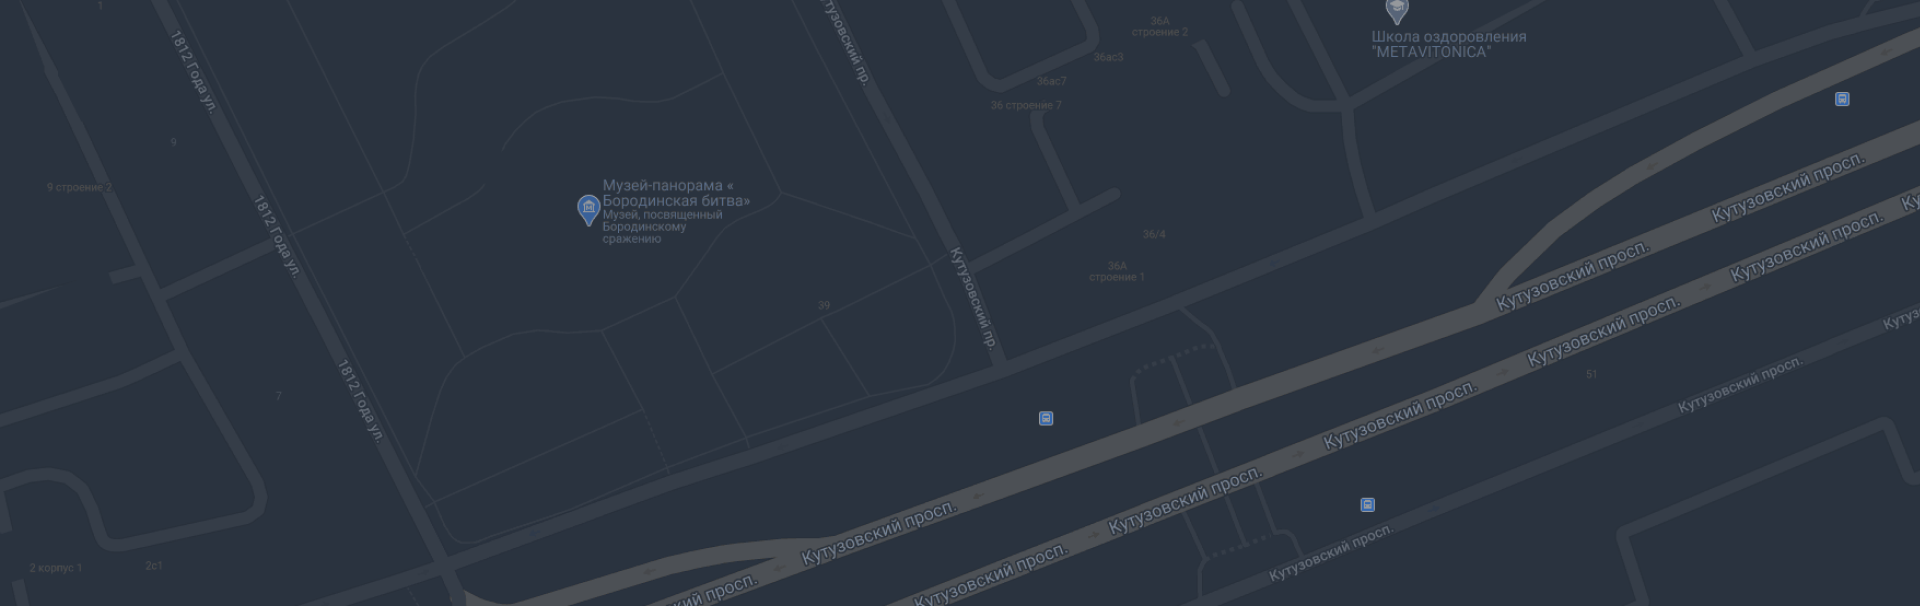 1
1812 Года ул.
Кутузовский пр.
36А
строение 2
36ас3
36ас7
36 строение 7
Школа оздоровления
"METAVITONICA"
9
9 строение 2
1812 Года ул.
Музей-панорама «
Бородинская битва»
Музей, посвященный
Бородинскому
сражению
Кутузовский пр.
36/4
36А
строение 1
39
Кутузовский просп.
Кутузовский просп.
Кутузовский просп.
Кутузовский просп.
1812 Года ул.
7
51
Кутузовский просп.
Кутузовский просп.
Кутузовский просп.
Кутузовский просп.
Кутузовский просп.
Кутузовский просп.
Кутузовский просп.
2 корпус 1
2с1